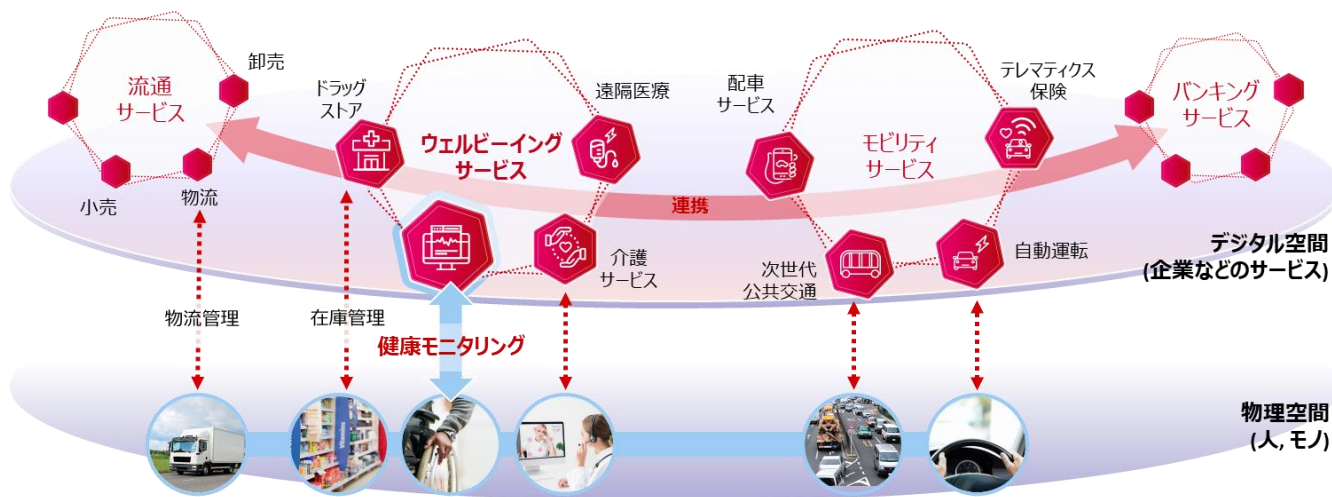 卸売
流通
サービス
小売
物流
ドラッグ
ストア
ウェルビーイング
サービス
遠隔医療
介護
サービス
配車
サービス
モビリティ
サービス
テレマティクス
保険
次世代
公共交通
自動運転
バンキング
サービス
連携
デジタル空間
(企業などのサービス)
物流管理
在庫管理
健康モニタリング
物理空間
(人, モノ)
Vitamins